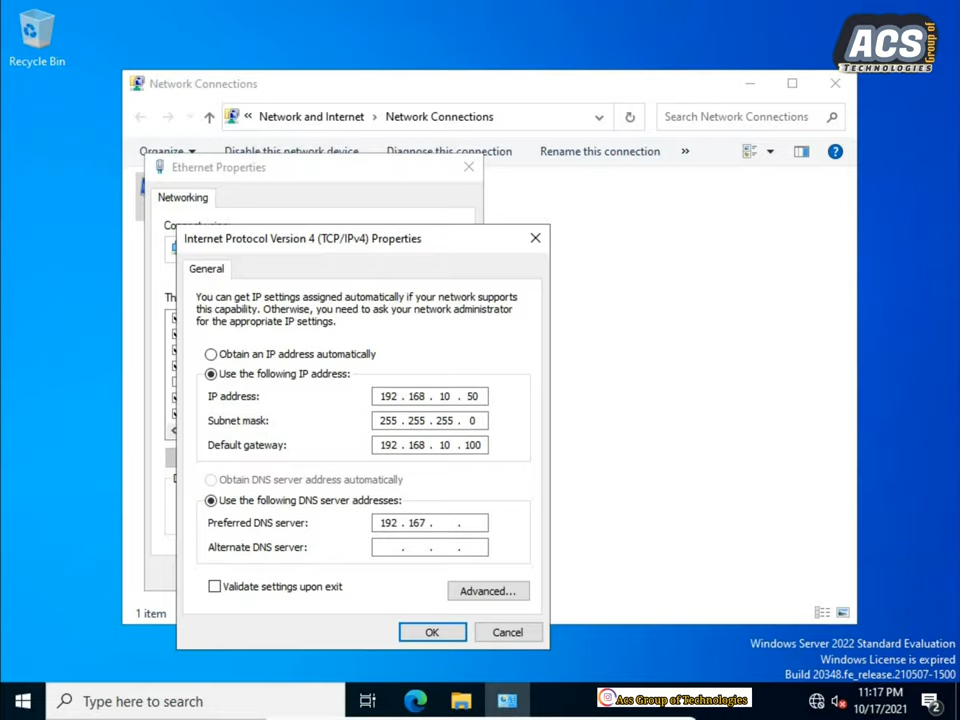 Recycle Bin
ACS
Group of
TECHNOLOGIES
Network Connections
« Network and Internet › Network Connections
Search Network Connections
Organize Disable this network device Diagnose this connection Rename this connection »
Ethernet Properties
Networking
Internet Protocol Version 4 (TCP/IPv4) Properties
General
You can get IP settings assigned automatically if your network supports
this capability. Otherwise, you need to ask your network administrator
for the appropriate IP settings.
Obtain an IP address automatically
Use the following IP address:
IP address: 192 . 168 . 10 . 50
Subnet mask: 255 . 255 . 255 . 0
Default gateway: 192 . 168 . 10 . 100
Obtain DNS server address automatically
Use the following DNS server addresses:
Preferred DNS server: 192 . 167 . .
Alternate DNS server: . . .
Validate settings upon exit
Advanced...
OK Cancel
1 item
Windows Server 2022 Standard Evaluation
Windows License is expired
Build 20348.fe_release.210507-1500
Type here to search
Acs Group of Technologies
11:17 PM
10/17/2021
2